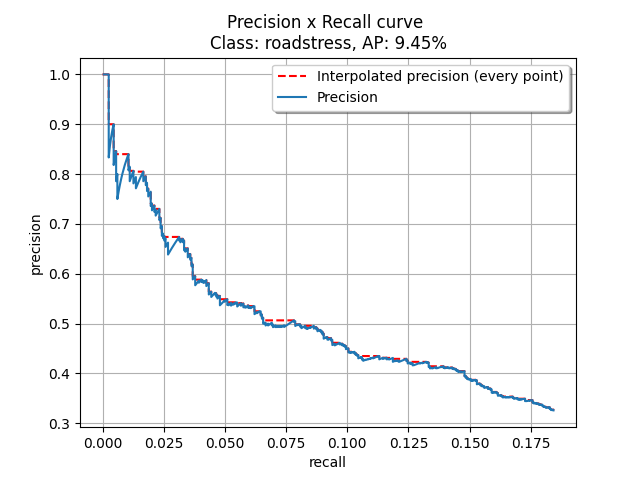 Precision x Recall curve
Class: roadstress, AP: 9.45%
Interpolated precision (every point)
Precision
1.0
0.9
0.8
0.7
0.6
0.5
0.4
0.3
precision
0.000 0.025 0.050 0.075 0.100 0.125 0.150 0.175
recall